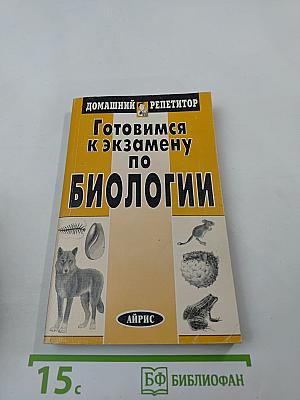 ДОМАШНИЙ РЕПЕТИТОР
Готовимся
к экзамену
по
БИОЛОГИИ
АЙРИС
15с
БФ БИБЛИОФАН